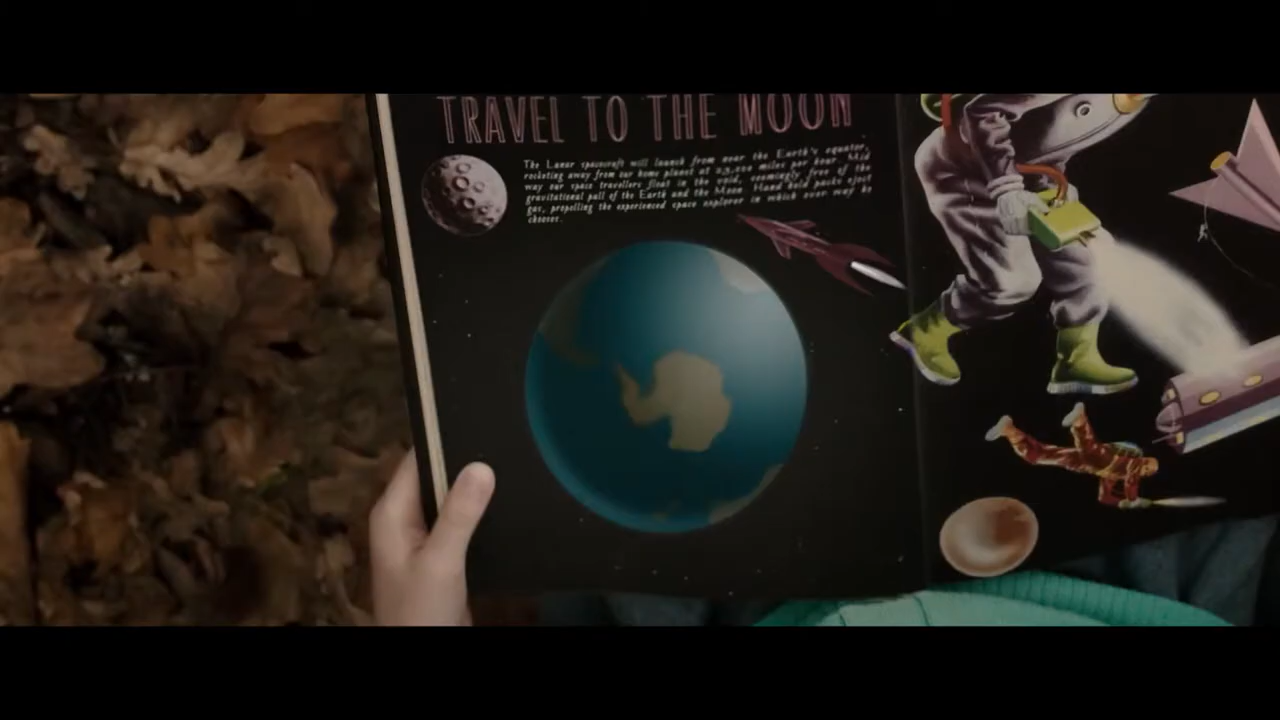 TRAVEL TO THE MOON
The Lunar spacecraft will launch from near the Earth's equator,
rocketing away from our home planet at 25,000 miles per hour. Mid
way our space travellers float in the void, seemingly free of the
gravitational pull of the Earth and the Moon. Hand held packs eject
gas, propelling the experienced space explorer in which ever way he
chooses.